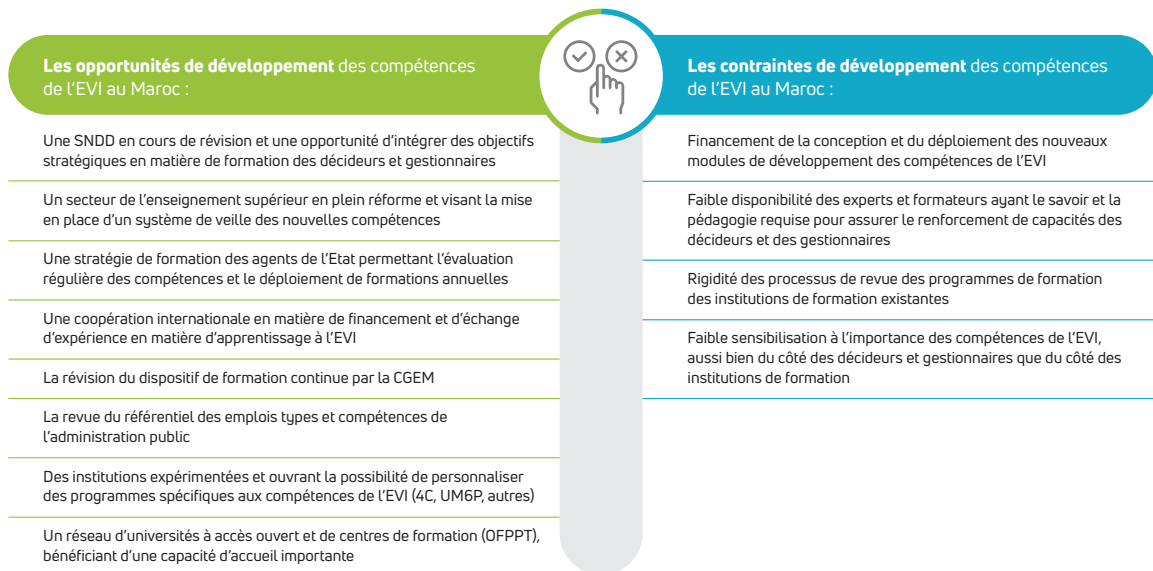 Les opportunités de développement des compétences
de l'EVI au Maroc :
Une SNDD en cours de révision et une opportunité d'intégrer des objectifs
stratégiques en matière de formation des décideurs et gestionnaires
Un secteur de l'enseignement supérieur en plein réforme et visant la mise
en place d'un système de veille des nouvelles compétences
Une stratégie de formation des agents de l'Etat permettant l'évaluation
régulière des compétences et le déploiement de formations annuelles
Une coopération internationale en matière de financement et d'échange
d'expérience en matière d'apprentissage à l'EVI
La révision du dispositif de formation continue par la CGEM
La revue du référentiel des emplois types et compétences de
l'administration public
Des institutions expérimentées et ouvrant la possibilité de personnaliser
des programmes spécifiques aux compétences de l'EVI (4C, UM6P, autres)
Un réseau d'universités à accès ouvert et de centres de formation (OFPPT),
bénéficiant d'une capacité d'accueil importante
Les contraintes de développement des compétences
de l'EVI au Maroc :
Financement de la conception et du déploiement des nouveaux
modules de développement des compétences de l'EVI
Faible disponibilité des experts et formateurs ayant le savoir et la
pédagogie requise pour assurer le renforcement de capacités des
décideurs et des gestionnaires
Rigidité des processus de revue des programmes de formation
des institutions de formation existantes
Faible sensibilisation à l'importance des compétences de l'EVI,
aussi bien du côté des décideurs et gestionnaires que du côté des
institutions de formation